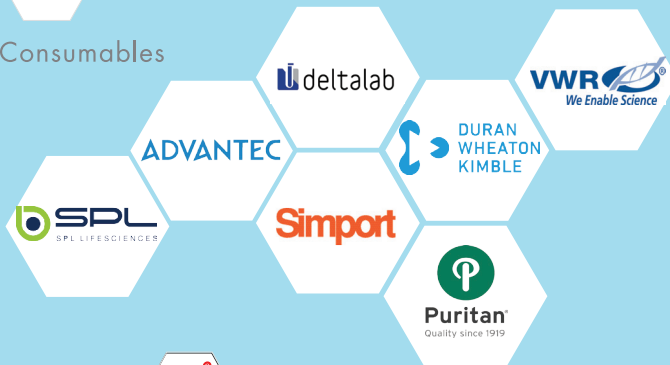 Consumables
deltalab
VWR®
We Enable Science
ADVANTEC
DURAN
WHEATON
KIMBLE
SPL
SPL LIFESCIENCES
Simport
Puritan®
Quality since 1919